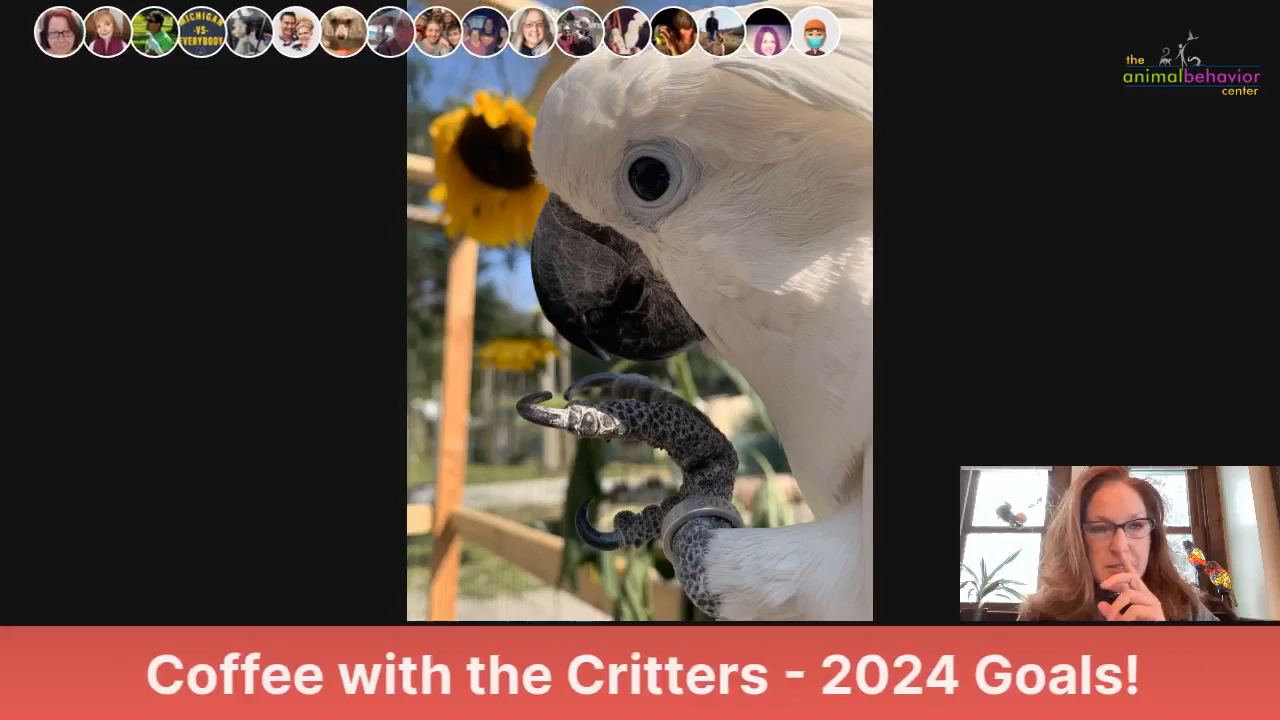 MICHIGAN
-VS-
EVERYBODY
the
animalbehavior
center
Coffee with the Critters - 2024 Goals!